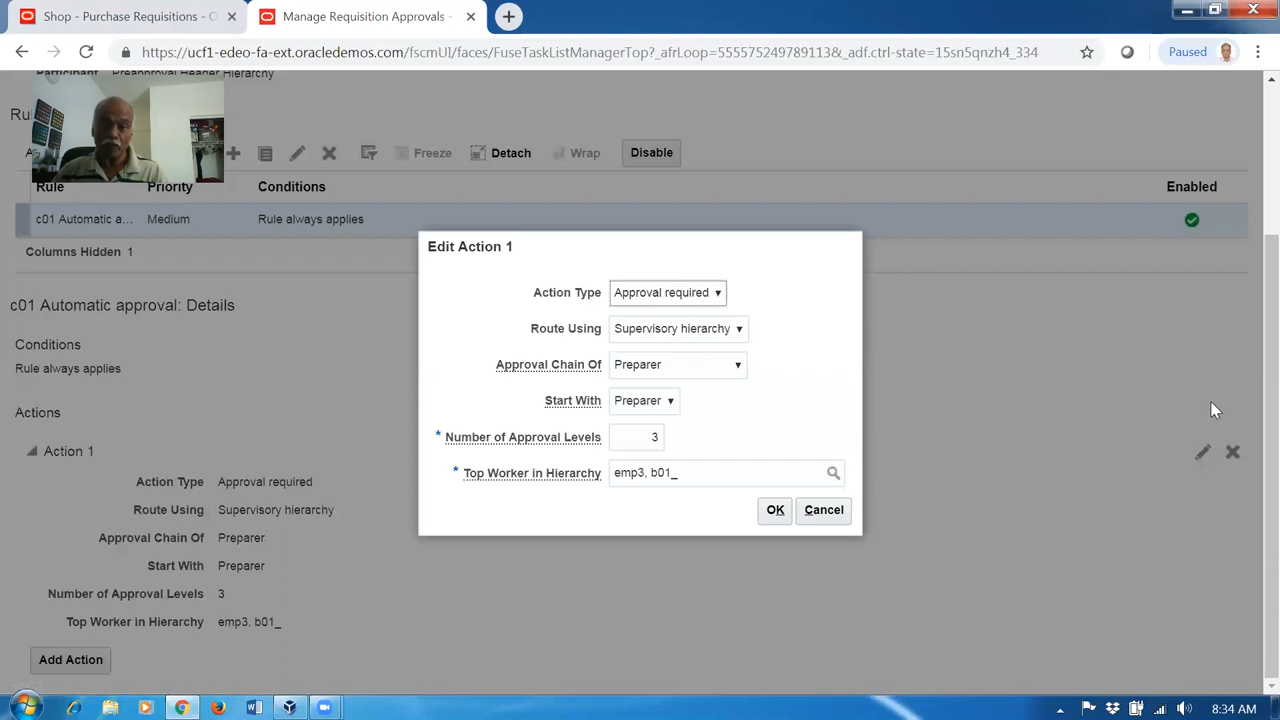 Shop - Purchase Requisitions - O
Manage Requisition Approvals -
https://ucf1-edeo-fa-ext.oracledemos.com/fscmUI/faces/FuseTaskListManagerTop?_afrLoop=555575249789113&_adf.ctrl-state=15sn5qnzh4_334
Paused
Participant Preapproval Header Hierarchy
Ru
A
Freeze
Detach
Wrap
Disable
Rule Priority Conditions Enabled
c01 Automatic a... Medium Rule always applies
Columns Hidden 1
Edit Action 1
Action Type Approval required
Route Using Supervisory hierarchy
Approval Chain Of Preparer
Start With Preparer
* Number of Approval Levels 3
* Top Worker in Hierarchy emp3, b01_
OK Cancel
c01 Automatic approval: Details
Conditions
Rule always applies
Actions
Action 1
Action Type Approval required
Route Using Supervisory hierarchy
Approval Chain Of Preparer
Start With Preparer
Number of Approval Levels 3
Top Worker in Hierarchy emp3, b01_
Add Action
8:34 AM